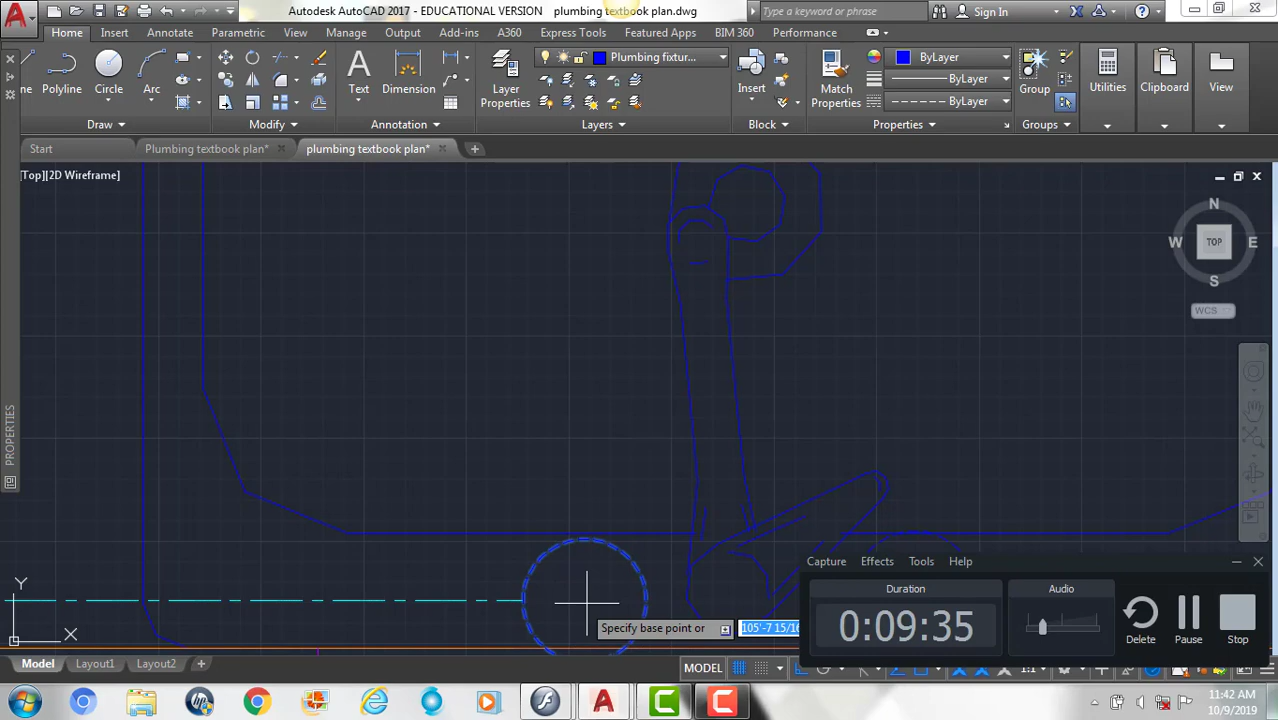 Autodesk AutoCAD 2017 - EDUCATIONAL VERSION plumbing textbook plan.dwg
Type a keyword or phrase
Sign In
Home Insert Annotate Parametric View Manage Output Add-ins A360 Express Tools Featured Apps BIM 360 Performance
Polyline Circle Arc
Text Dimension
Layer Properties
Plumbing fixtur...
Insert
Match Properties
ByLayer
ByLayer
ByLayer
Group
Utilities Clipboard View
Draw Modify Annotation Layers Block Properties Groups
Start Plumbing textbook plan* plumbing textbook plan*
[Top][2D Wireframe]
N
W TOP E
S
WCS
PROPERTIES
Y
X
Specify base point or
105'-7 15/16
Capture Effects Tools Help
Duration
0:09:35
Audio
Delete Pause Stop
Model Layout1 Layout2
MODEL
1:1
11:42 AM
10/9/2019